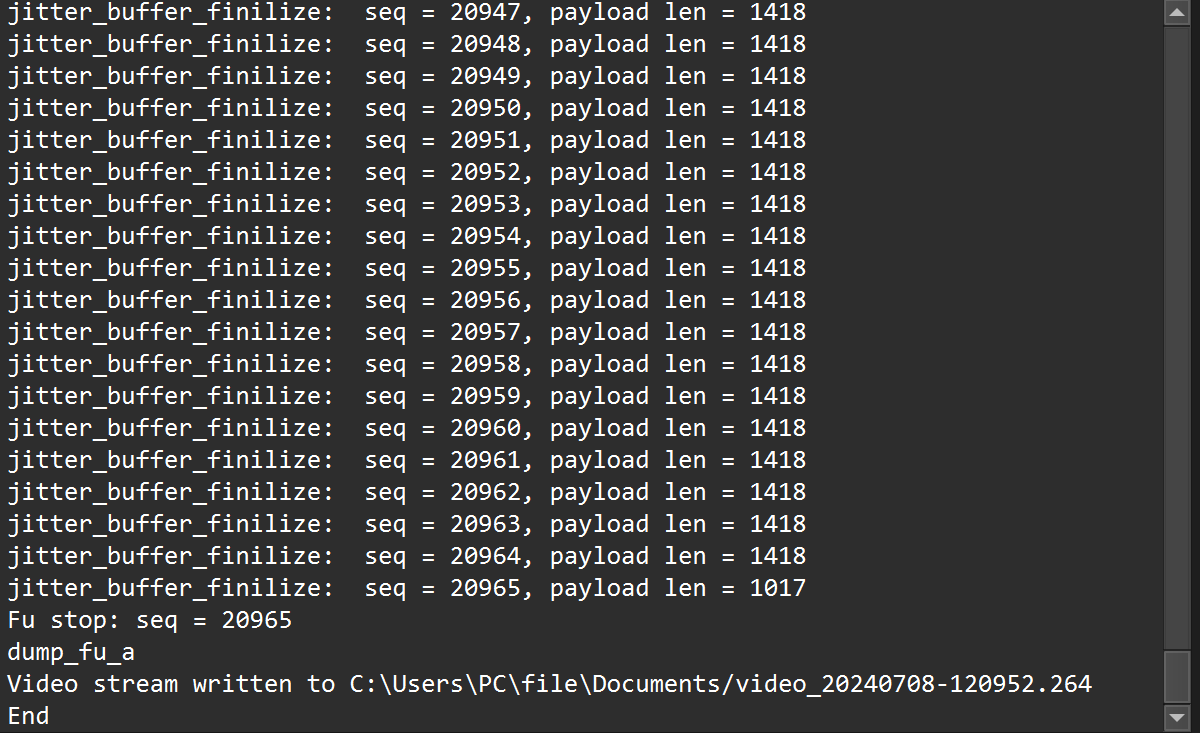 jitter_buffer_finilize:  seq = 20947, payload len = 1418
jitter_buffer_finilize:  seq = 20948, payload len = 1418
jitter_buffer_finilize:  seq = 20949, payload len = 1418
jitter_buffer_finilize:  seq = 20950, payload len = 1418
jitter_buffer_finilize:  seq = 20951, payload len = 1418
jitter_buffer_finilize:  seq = 20952, payload len = 1418
jitter_buffer_finilize:  seq = 20953, payload len = 1418
jitter_buffer_finilize:  seq = 20954, payload len = 1418
jitter_buffer_finilize:  seq = 20955, payload len = 1418
jitter_buffer_finilize:  seq = 20956, payload len = 1418
jitter_buffer_finilize:  seq = 20957, payload len = 1418
jitter_buffer_finilize:  seq = 20958, payload len = 1418
jitter_buffer_finilize:  seq = 20959, payload len = 1418
jitter_buffer_finilize:  seq = 20960, payload len = 1418
jitter_buffer_finilize:  seq = 20961, payload len = 1418
jitter_buffer_finilize:  seq = 20962, payload len = 1418
jitter_buffer_finilize:  seq = 20963, payload len = 1418
jitter_buffer_finilize:  seq = 20964, payload len = 1418
jitter_buffer_finilize:  seq = 20965, payload len = 1017
Fu stop: seq = 20965
dump_fu_a
Video stream written to C:\Users\PC\file\Documents/video_20240708-120952.264
End